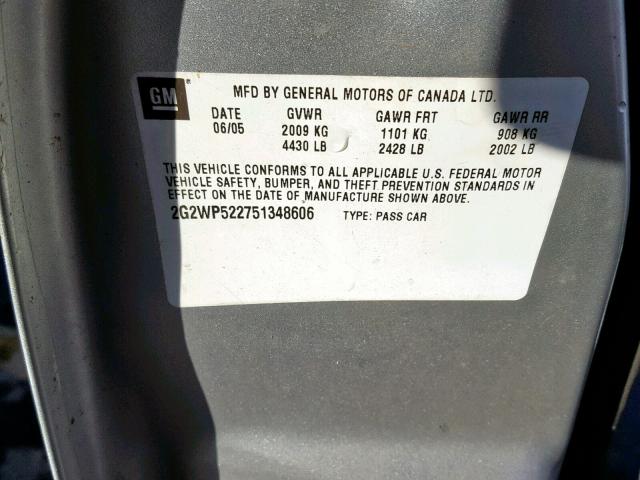 GM
MFD BY GENERAL MOTORS OF CANADA LTD.
DATE GVWR GAWR FRT GAWR RR
06/05 2009 KG 1101 KG 908 KG
4430 LB 2428 LB 2002 LB
THIS VEHICLE CONFORMS TO ALL APPLICABLE U.S. FEDERAL MOTOR
VEHICLE SAFETY, BUMPER, AND THEFT PREVENTION STANDARDS IN
EFFECT ON THE DATE OF MANUFACTURE SHOWN ABOVE.
2G2WP522751348606 TYPE: PASS CAR